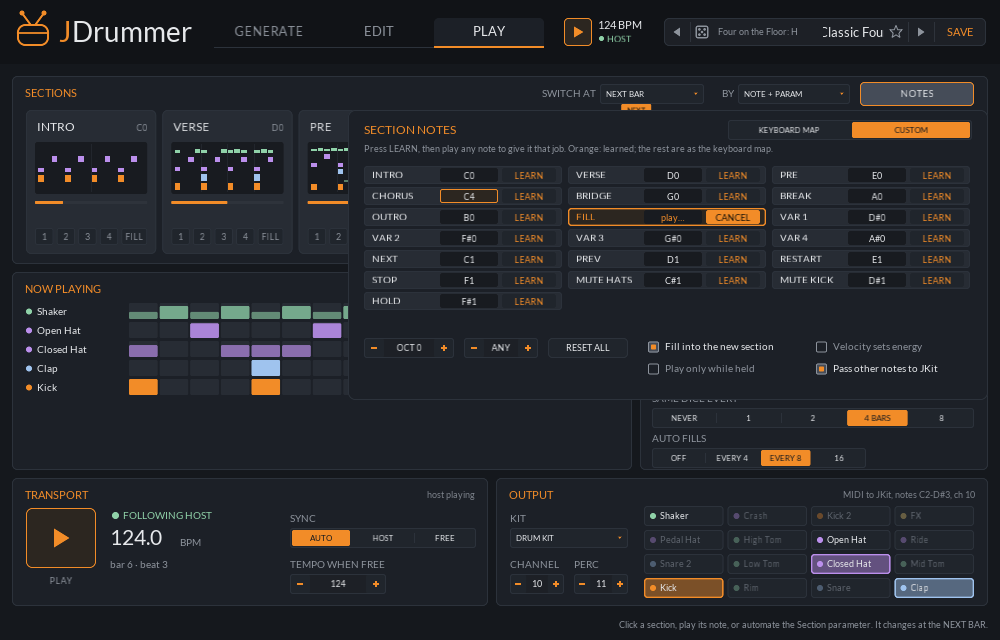 JDrummer
GENERATE EDIT PLAY
124 BPM
HOST
Four on the Floor: H
Classic Fou
SAVE
SECTIONS
SWITCH AT NEXT BAR BY NOTE + PARAM NOTES
NEXT
INTRO C0 VERSE D0 PRE
1 2 3 4 FILL 1 2 3 4 FILL 1 2
SECTION NOTES KEYBOARD MAP CUSTOM
Press LEARN, then play any note to give it that job. Orange: learned; the rest are as the keyboard map.
INTRO C0 LEARN VERSE D0 LEARN PRE E0 LEARN
CHORUS C4 LEARN BRIDGE G0 LEARN BREAK A0 LEARN
OUTRO B0 LEARN FILL play... CANCEL VAR 1 D#0 LEARN
VAR 2 F#0 LEARN VAR 3 G#0 LEARN VAR 4 A#0 LEARN
NEXT C1 LEARN PREV D1 LEARN RESTART E1 LEARN
STOP F1 LEARN MUTE HATS C#1 LEARN MUTE KICK D#1 LEARN
HOLD F#1 LEARN
− OCT 0 + − ANY + RESET ALL Fill into the new section Velocity sets energy
Play only while held Pass other notes to JKit
NOW PLAYING
Shaker
Open Hat
Closed Hat
Clap
Kick
SAME DICE EVERY
NEVER 1 2 4 BARS 8
AUTO FILLS
OFF EVERY 4 EVERY 8 16
TRANSPORT host playing
FOLLOWING HOST
124.0 BPM
bar 6 · beat 3
PLAY
SYNC
AUTO HOST FREE
TEMPO WHEN FREE
− 124 +
OUTPUT MIDI to JKit, notes C2-D#3, ch 10
KIT
DRUM KIT
CHANNEL PERC
− 10 + − 11 +
Shaker Crash Kick 2 FX
Pedal Hat High Tom Open Hat Ride
Snare 2 Low Tom Closed Hat Mid Tom
Kick Rim Snare Clap
Click a section, play its note, or automate the Section parameter. It changes at the NEXT BAR.